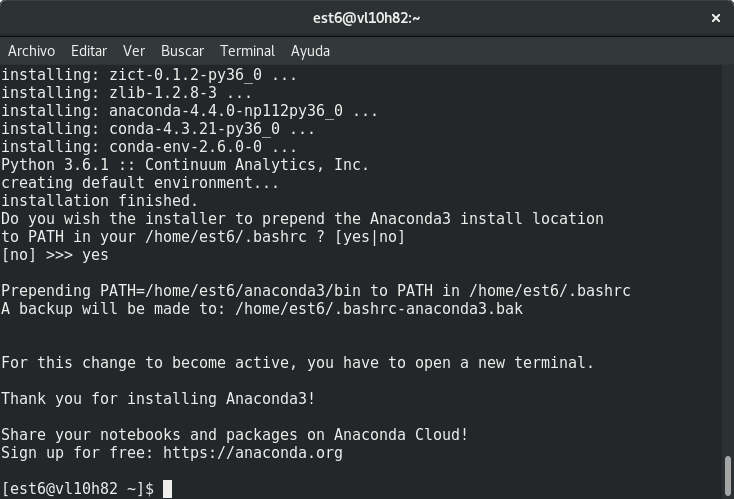 est6@vl10h82:~
×
Archivo Editar Ver Buscar Terminal Ayuda
installing: zict-0.1.2-py36_0 ...
installing: zlib-1.2.8-3 ...
installing: anaconda-4.4.0-np112py36_0 ...
installing: conda-4.3.21-py36_0 ...
installing: conda-env-2.6.0-0 ...
Python 3.6.1 :: Continuum Analytics, Inc.
creating default environment...
installation finished.
Do you wish the installer to prepend the Anaconda3 install location
to PATH in your /home/est6/.bashrc ? [yes|no]
[no] >>> yes
Prepending PATH=/home/est6/anaconda3/bin to PATH in /home/est6/.bashrc
A backup will be made to: /home/est6/.bashrc-anaconda3.bak
For this change to become active, you have to open a new terminal.
Thank you for installing Anaconda3!
Share your notebooks and packages on Anaconda Cloud!
Sign up for free: https://anaconda.org
[est6@vl10h82 ~]$